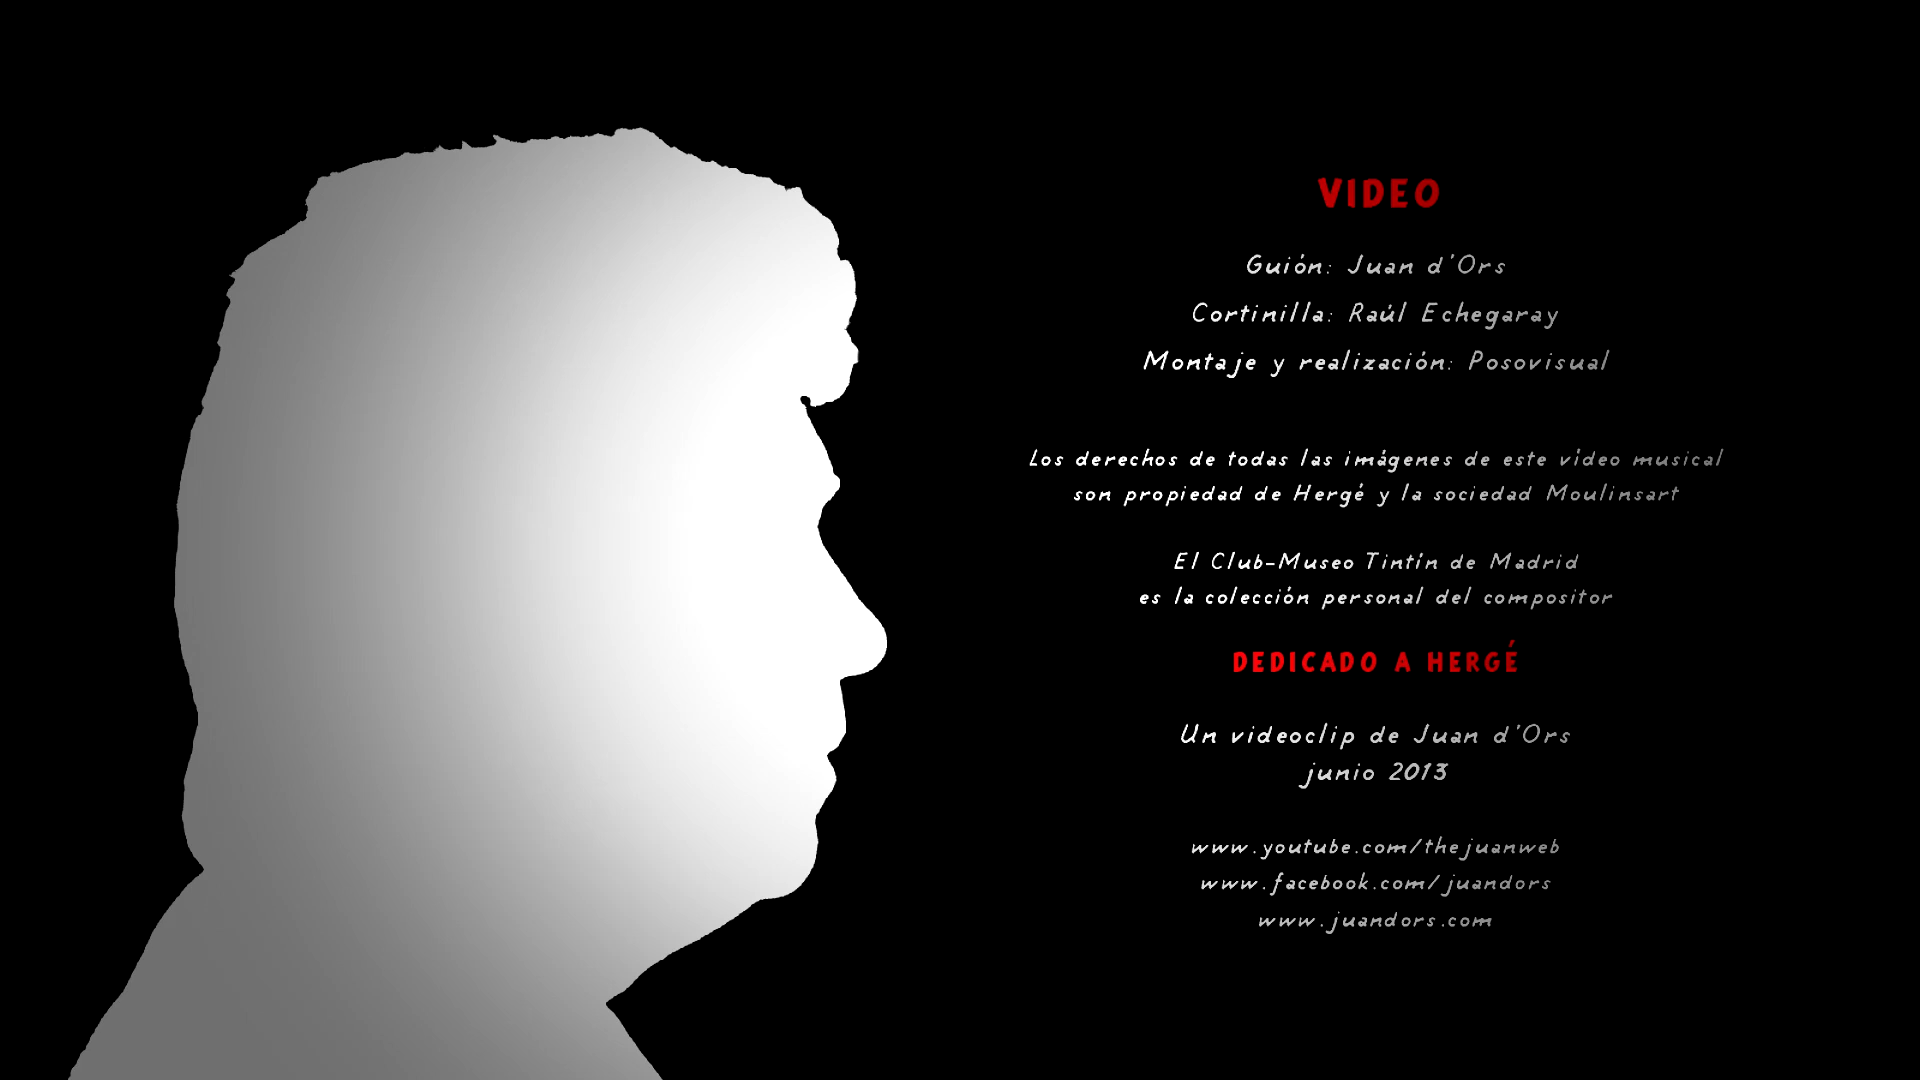 VIDEO
Guión: Juan d'Ors
Cortinilla: Raúl Echegaray
Montaje y realización: Posovisual
Los derechos de todas las imágenes de este vídeo musical
son propiedad de Hergé y la sociedad Moulinsart
El Club-Museo Tintín de Madrid
es la colección personal del compositor
DEDICADO A HERGÉ
Un videoclip de Juan d'Ors
junio 2013
www.youtube.com/thejuanweb
www.facebook.com/juandors
www.juandors.com